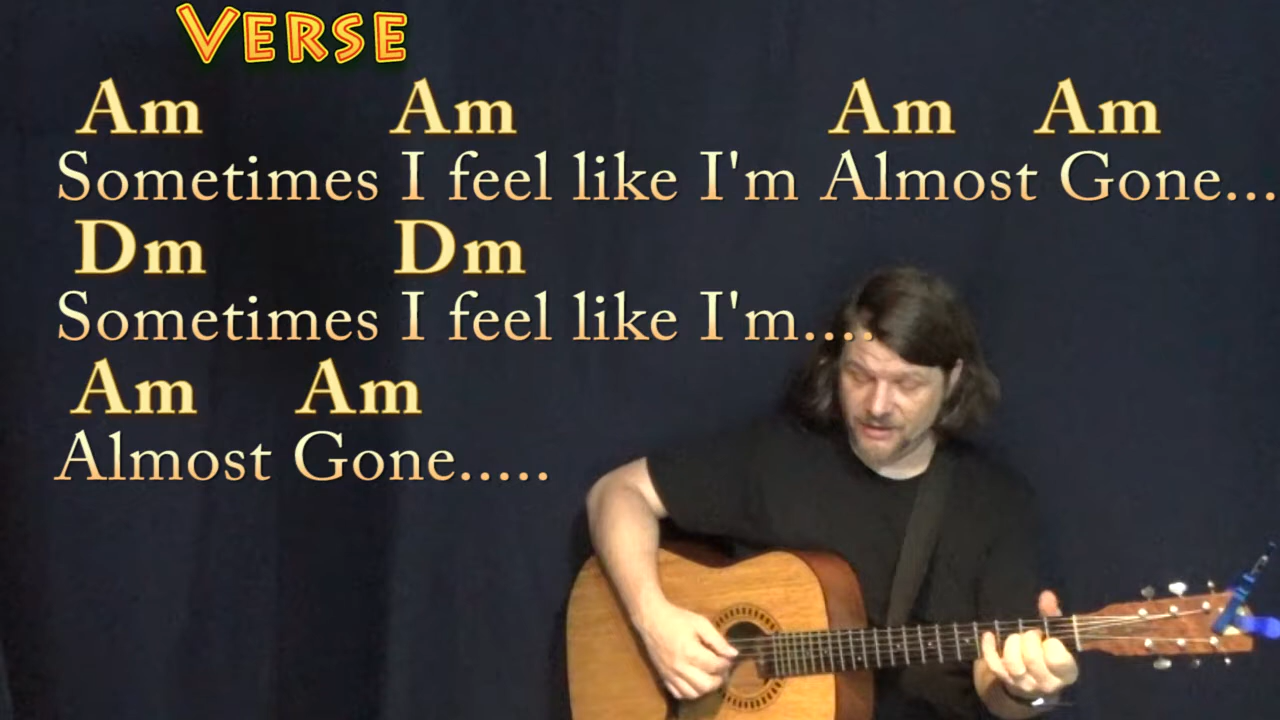 VERSE
Am Am Am Am
Sometimes I feel like I'm Almost Gone...
Dm Dm
Sometimes I feel like I'm....
Am Am
Almost Gone.....